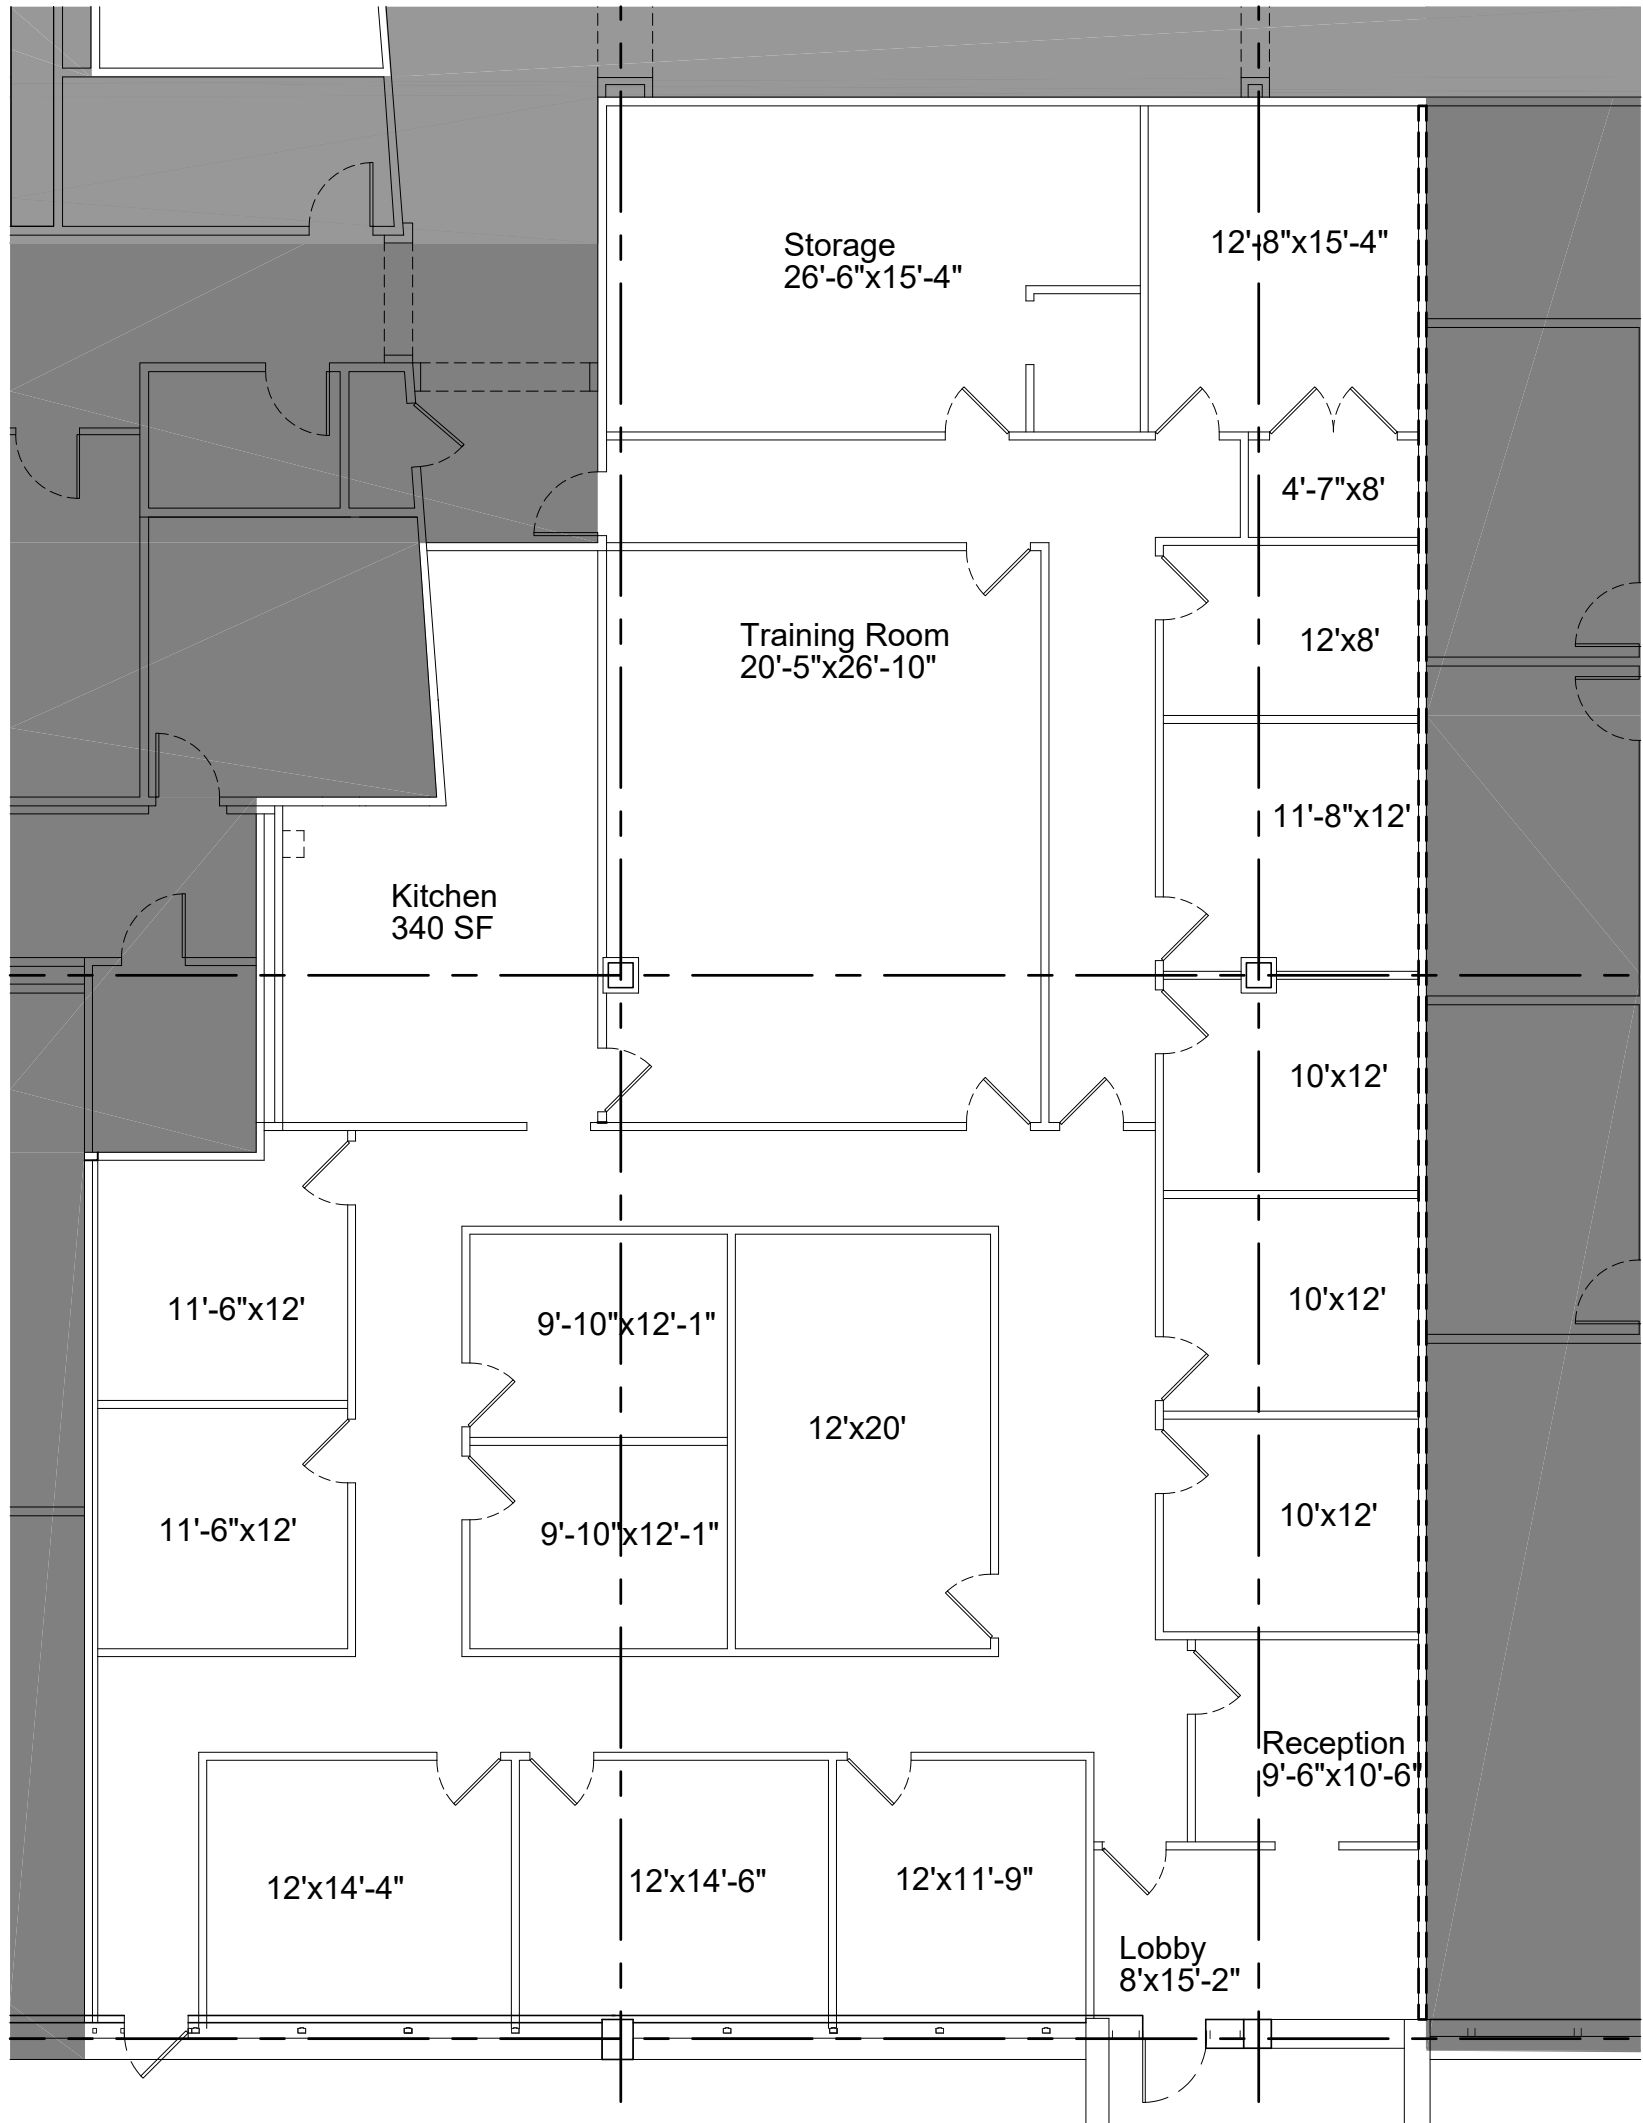 Storage
26'-6"x15'-4"
12'-8"x15'-4"
4'-7"x8'
Training Room
20'-5"x26'-10"
12'x8'
11'-8"x12'
Kitchen
340 SF
10'x12'
11'-6"x12'
9'-10"x12'-1"
10'x12'
12'x20'
11'-6"x12'
9'-10"x12'-1"
10'x12'
Reception
9'-6"x10'-6"
12'x14'-4"
12'x14'-6"
12'x11'-9"
Lobby
8'x15'-2"